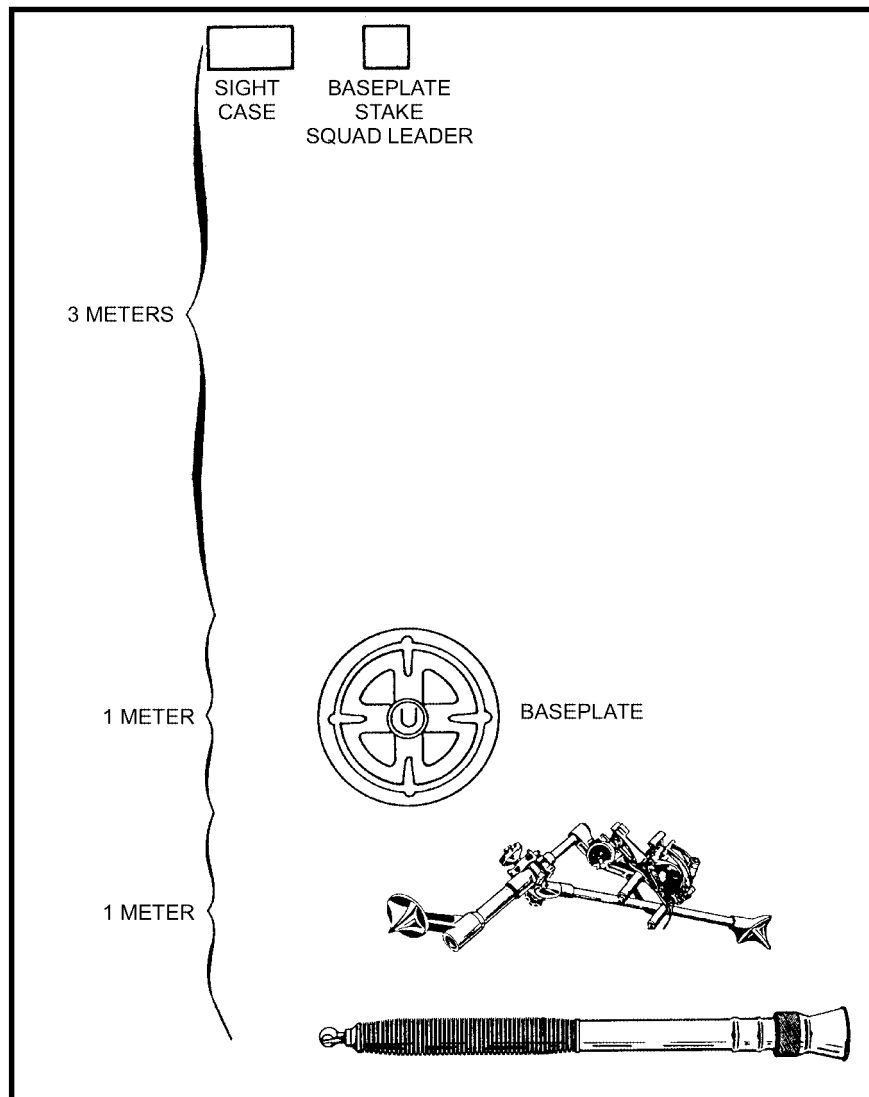 SIGHT
CASE
BASEPLATE
STAKE
SQUAD LEADER
3 METERS
1 METER
U
BASEPLATE
1 METER